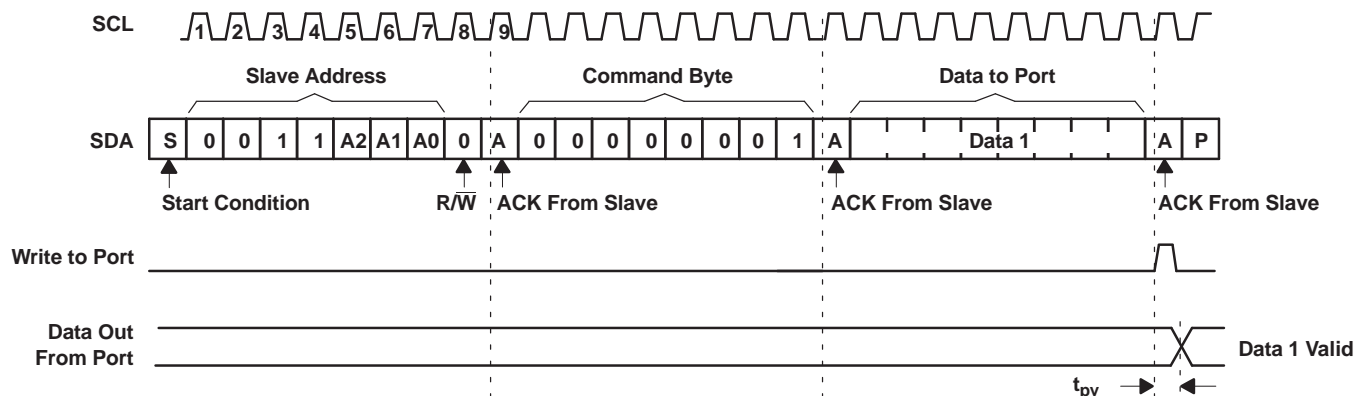 SCL 1 2 3 4 5 6 7 8 9
Slave Address Command Byte Data to Port
SDA S 0 0 1 1 A2 A1 A0 0 A 0 0 0 0 0 0 0 1 A Data 1 A P
Start Condition R/W̅ ACK From Slave ACK From Slave ACK From Slave
Write to Port
Data Out
From Port
Data 1 Valid
tpv